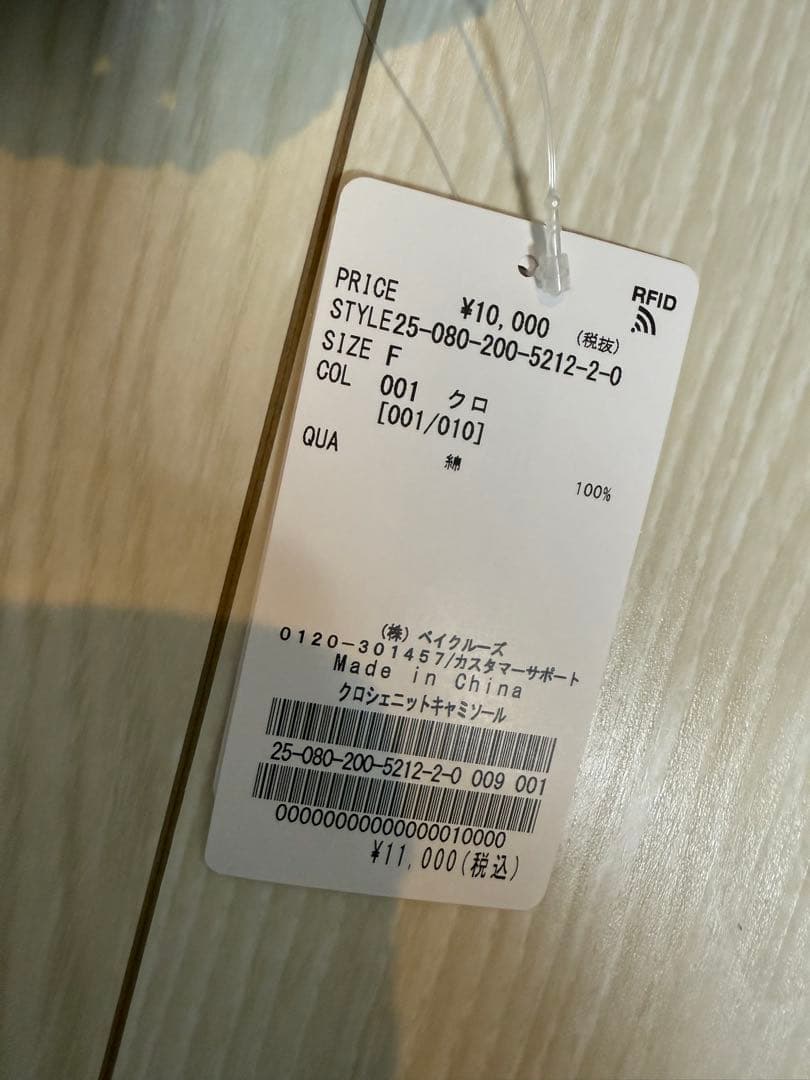 RFID
PRICE ¥10,000 (税抜)
STYLE25-080-200-5212-2-0
SIZE F
COL 001 クロ
[001/010]
QUA 綿 100%
(株) ベイクルーズ
0120-301457/カスタマーサポート
Made in China
クロシェニットキャミソール
25-080-200-5212-2-0 009 001
00000000000000010000
¥11,000(税込)